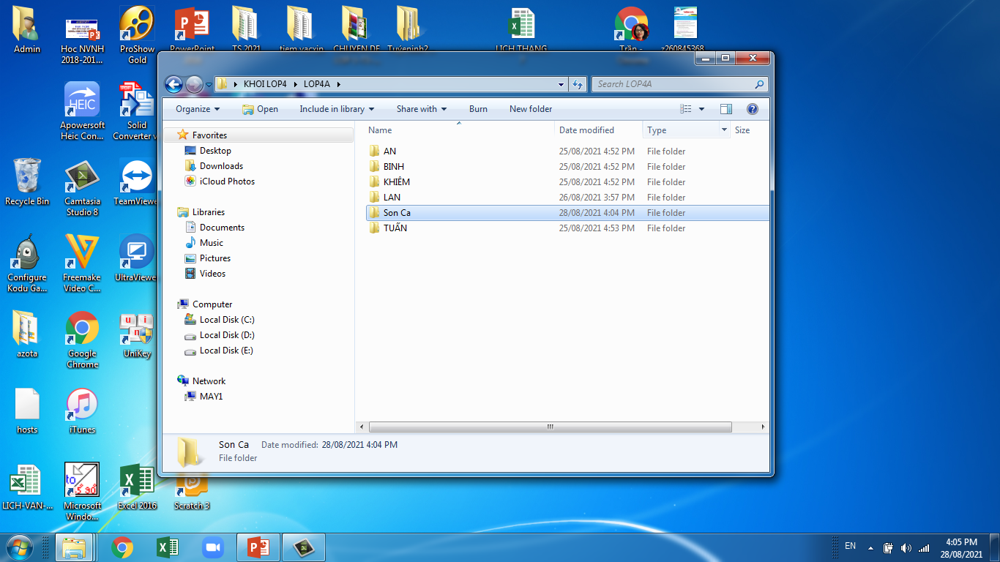 Admin
Hoc NVNH
2018-201...
ProShow
Gold
PowerPoint
TS 2021
tiem vacxin
CHUYEN DE
Tuyểninh2
LICH THANG
7
Trần -
z260845368
HEIC
Apowersoft
Heic Con...
PDF
Solid
Converter v
Recycle Bin
Camtasia
Studio 8
TeamViewe
Configure
Kodu Ga...
Freemake
Video C...
UltraViewe
azota
Google
Chrome
UniKey
hosts
iTunes
LICH-VAN-...
Microsoft
Windo...
Excel 2016
Scratch 3
KHOI LOP4
LOP4A
Search LOP4A
Organize
Open
Include in library
Share with
Burn
New folder
Favorites
Desktop
Downloads
iCloud Photos
Libraries
Documents
Music
Pictures
Videos
Computer
Local Disk (C:)
Local Disk (D:)
Local Disk (E:)
Network
MAY1
Name Date modified Type Size
AN 25/08/2021 4:52 PM File folder
BINH 25/08/2021 4:52 PM File folder
KHIÊM 25/08/2021 4:52 PM File folder
LAN 26/08/2021 3:57 PM File folder
Son Ca 28/08/2021 4:04 PM File folder
TUẤN 25/08/2021 4:53 PM File folder
Son Ca Date modified: 28/08/2021 4:04 PM
File folder
EN
4:05 PM
28/08/2021